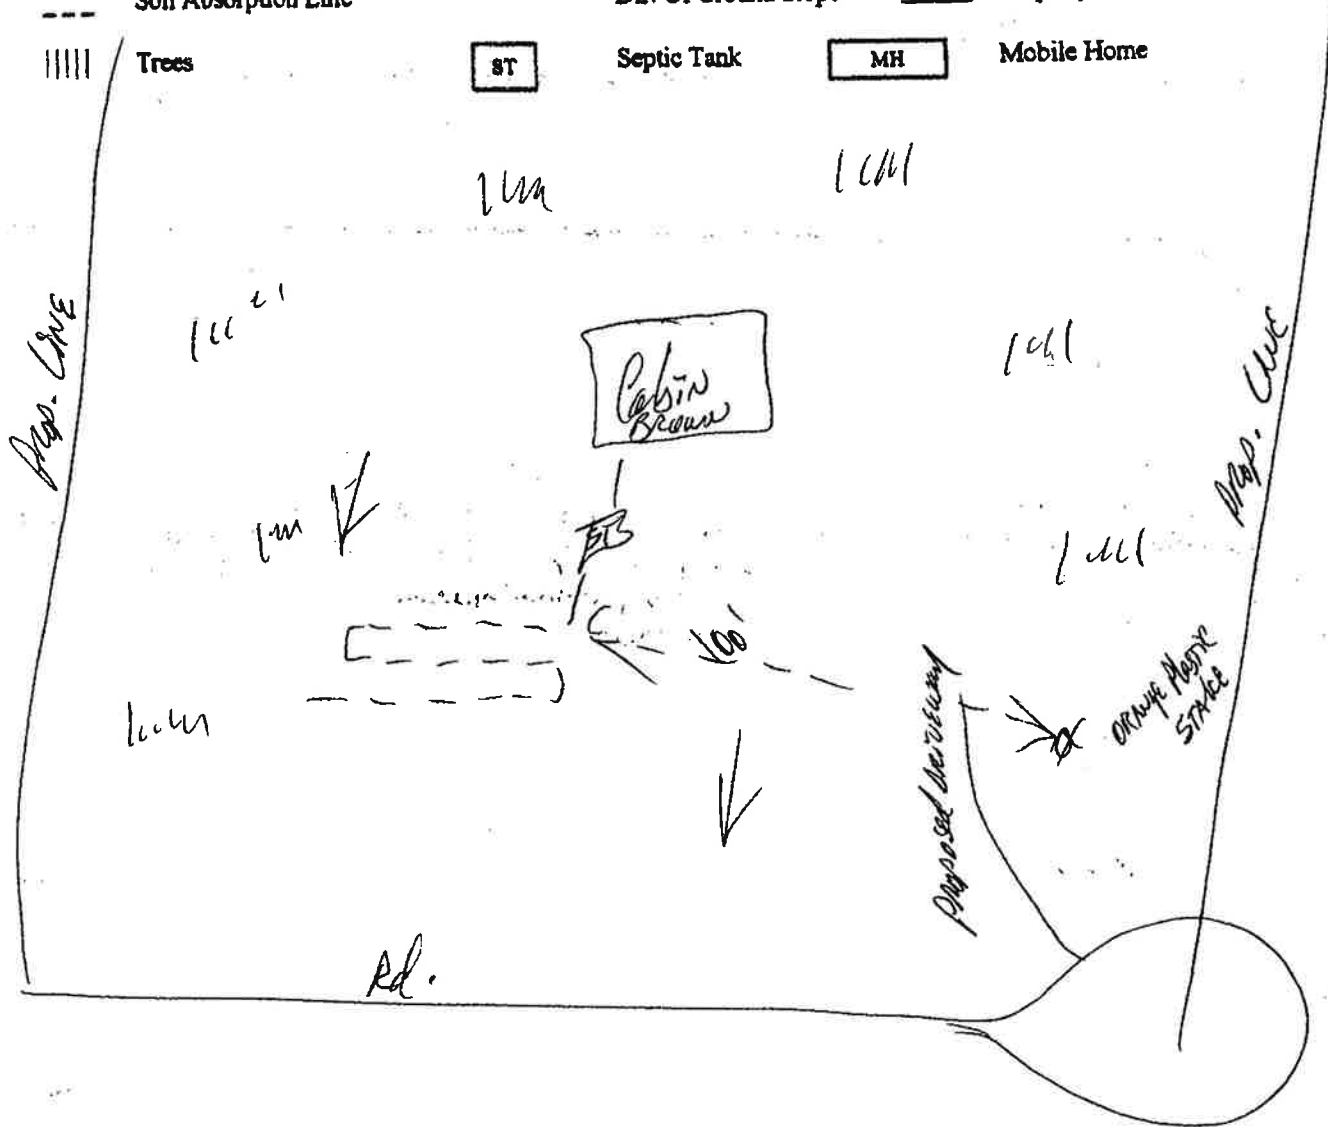 Soil Absorption Line
Trees
ST
Septic Tank
MH
Mobile Home
Prop. Line
Cabin
Brown
Prop. Line
100'
Orange Plastic
Stake
Proposed Driveway
Rd.